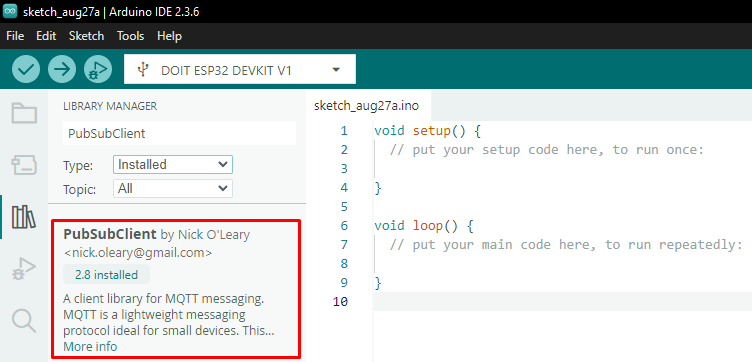 sketch_aug27a | Arduino IDE 2.3.6
File Edit Sketch Tools Help
DOIT ESP32 DEVKIT V1
LIBRARY MANAGER
PubSubClient
Type: Installed
Topic: All
PubSubClient by Nick O'Leary
<nick.oleary@gmail.com>
2.8 installed
A client library for MQTT messaging.
MQTT is a lightweight messaging
protocol ideal for small devices. This...
More info
sketch_aug27a.ino
1 void setup() {
2 // put your setup code here, to run once:
3
4 }
5
6 void loop() {
7 // put your main code here, to run repeatedly:
8
9 }
10